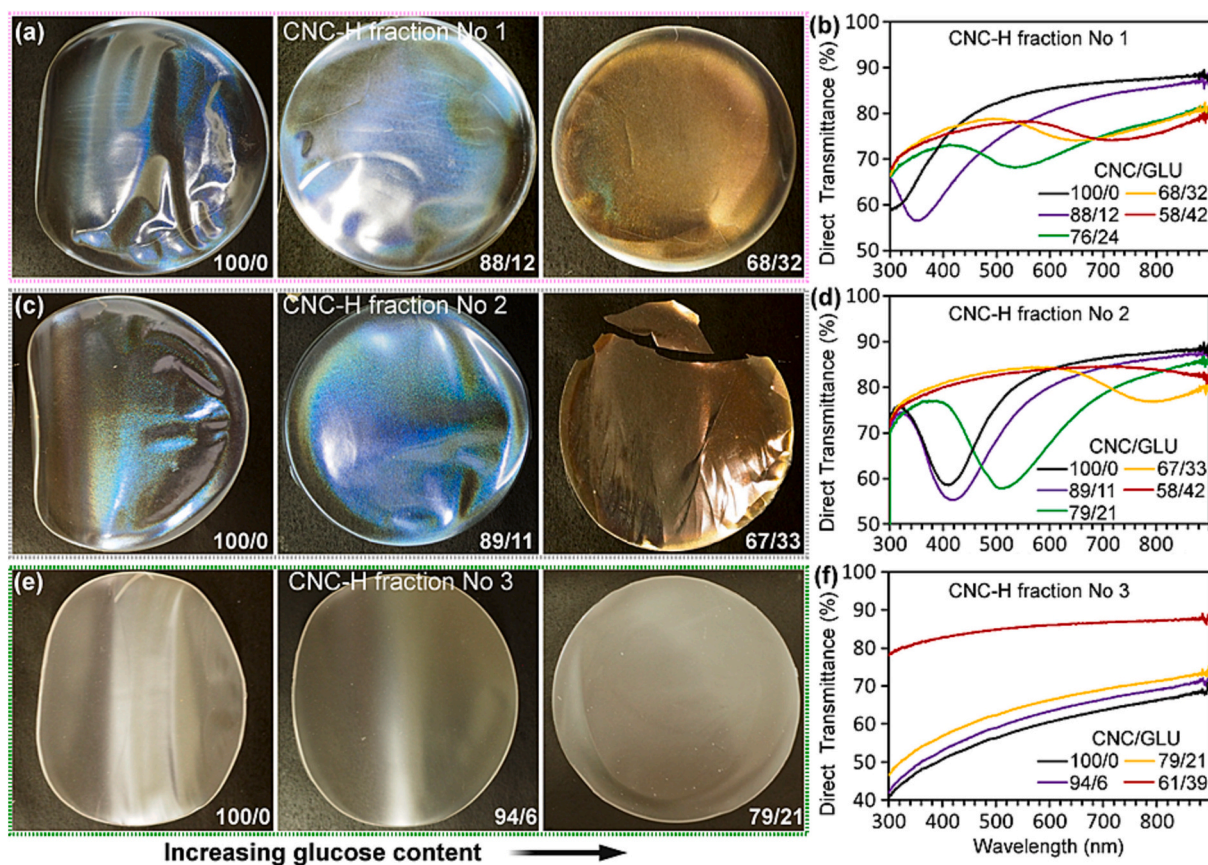 (a)
CNC-H fraction No 1
100/0
88/12
68/32
(b)
CNC-H fraction No 1
Direct Transmittance (%)
100
90
80
70
60
50
CNC/GLU
100/0 68/32
88/12 58/42
76/24
300 400 500 600 700 800
(c)
CNC-H fraction No 2
100/0
89/11
67/33
(d)
CNC-H fraction No 2
Direct Transmittance (%)
100
90
80
70
60
50
CNC/GLU
100/0 67/33
89/11 58/42
79/21
300 400 500 600 700 800
(e)
CNC-H fraction No 3
100/0
94/6
79/21
(f)
CNC-H fraction No 3
Direct Transmittance (%)
100
90
80
70
60
50
40
CNC/GLU
100/0 79/21
94/6 61/39
300 400 500 600 700 800
Wavelength (nm)
Increasing glucose content